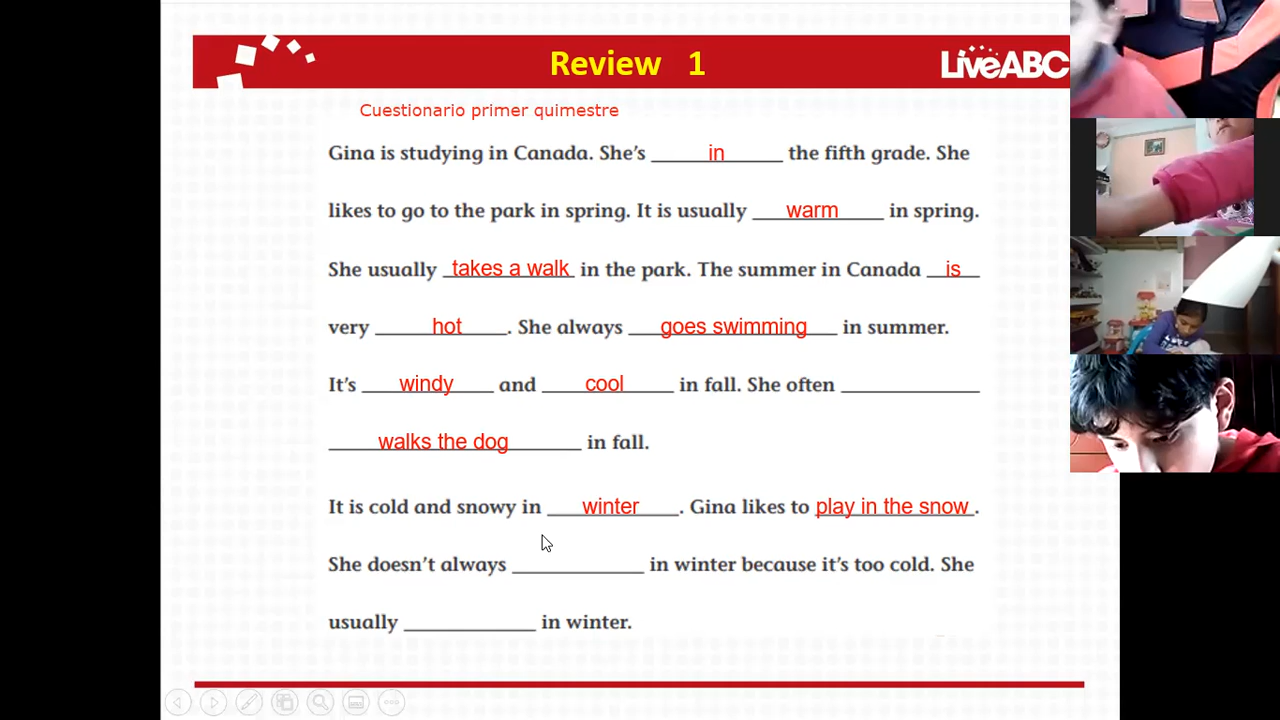 Review 1
LiveABC
Cuestionario primer quimestre
Gina is studying in Canada. She's in the fifth grade. She
likes to go to the park in spring. It is usually warm in spring.
She usually takes a walk in the park. The summer in Canada is
very hot. She always goes swimming in summer.
It's windy and cool in fall. She often
walks the dog in fall.
It is cold and snowy in winter. Gina likes to play in the snow.
She doesn't always in winter because it's too cold. She
usually in winter.